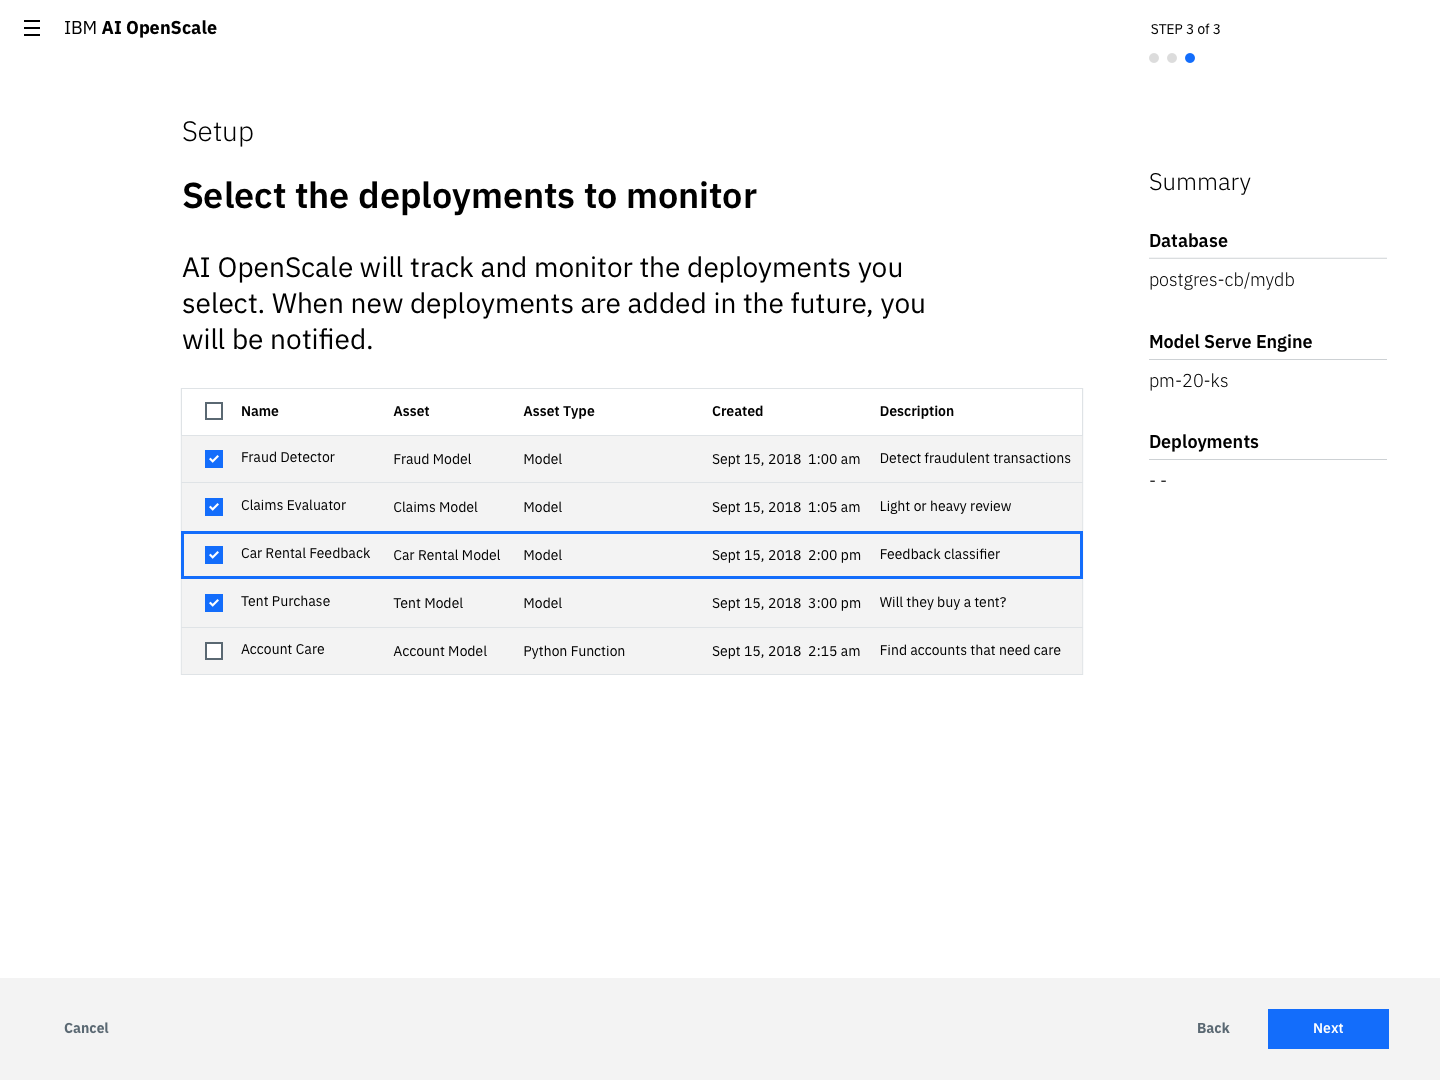 IBM AI OpenScale
STEP 3 of 3
Setup
Select the deployments to monitor
AI OpenScale will track and monitor the deployments you
select. When new deployments are added in the future, you
will be notified.
Name Asset Asset Type Created Description
Fraud Detector Fraud Model Model Sept 15, 2018 1:00 am Detect fraudulent transactions
Claims Evaluator Claims Model Model Sept 15, 2018 1:05 am Light or heavy review
Car Rental Feedback Car Rental Model Model Sept 15, 2018 2:00 pm Feedback classifier
Tent Purchase Tent Model Model Sept 15, 2018 3:00 pm Will they buy a tent?
Account Care Account Model Python Function Sept 15, 2018 2:15 am Find accounts that need care
Summary
Database
postgres-cb/mydb
Model Serve Engine
pm-20-ks
Deployments
- -
Cancel Back Next